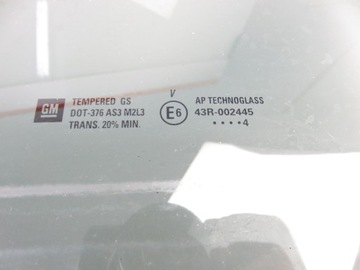 GM
TEMPERED GS
DOT-376 AS3 M2L3
TRANS. 20% MIN.
V
E6
AP TECHNOGLASS
43R-002445
• • • • 4